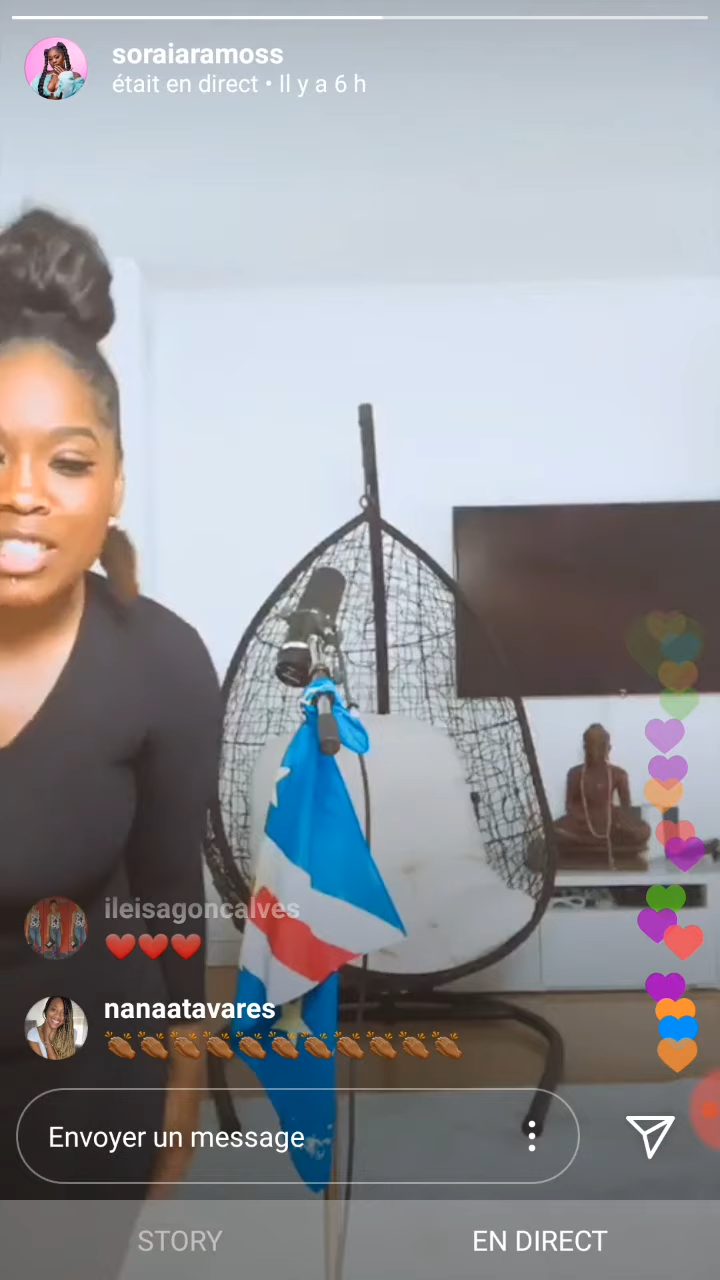 soraiaramoss
était en direct • Il y a 6 h
ileisagoncalves
❤️❤️❤️
nanaatavares
👏🏾👏🏾👏🏾👏🏾👏🏾👏🏾👏🏾👏🏾👏🏾👏🏾👏🏾
Envoyer un message
STORY
EN DIRECT